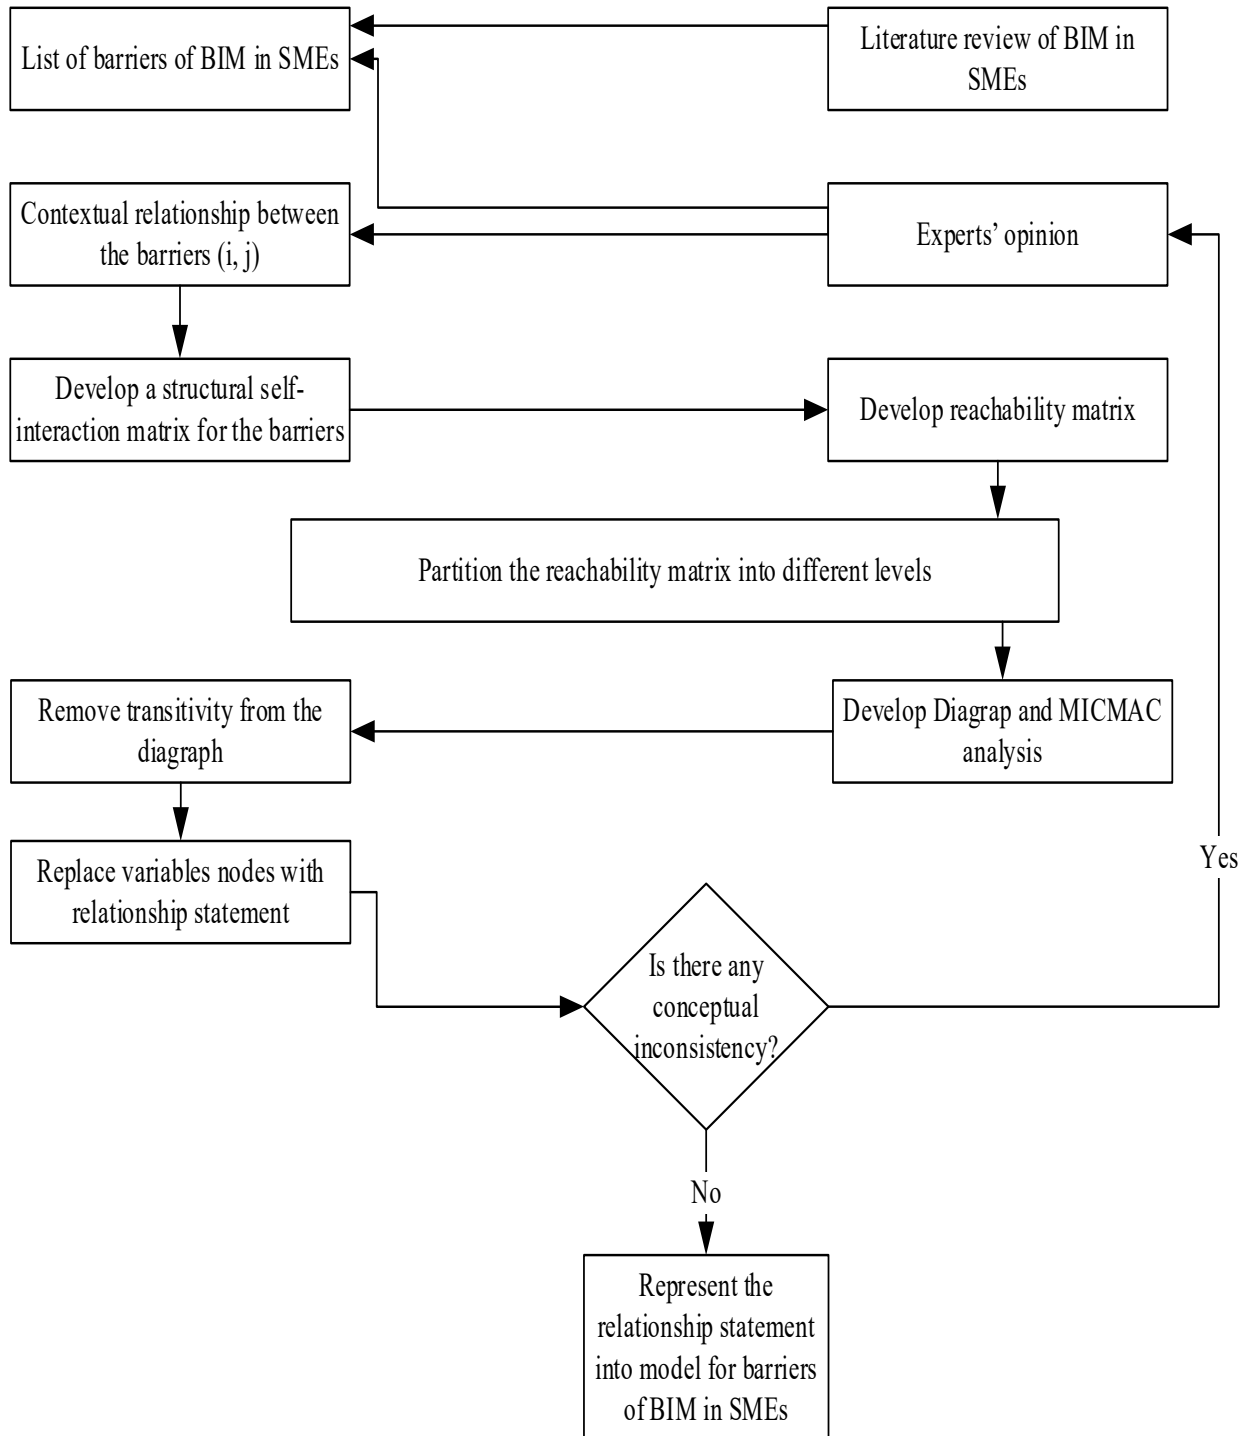 List of barriers of BIM in SMEs
Literature review of BIM in
SMEs
Contextual relationship between
the barriers (i, j)
Experts’ opinion
Develop a structural self-
interaction matrix for the barriers
Develop reachability matrix
Partition the reachability matrix into different levels
Remove transitivity from the
diagraph
Develop Diagrap and MICMAC
analysis
Replace variables nodes with
relationship statement
Yes
Is there any
conceptual
inconsistency?
No
Represent the
relationship statement
into model for barriers
of BIM in SMEs